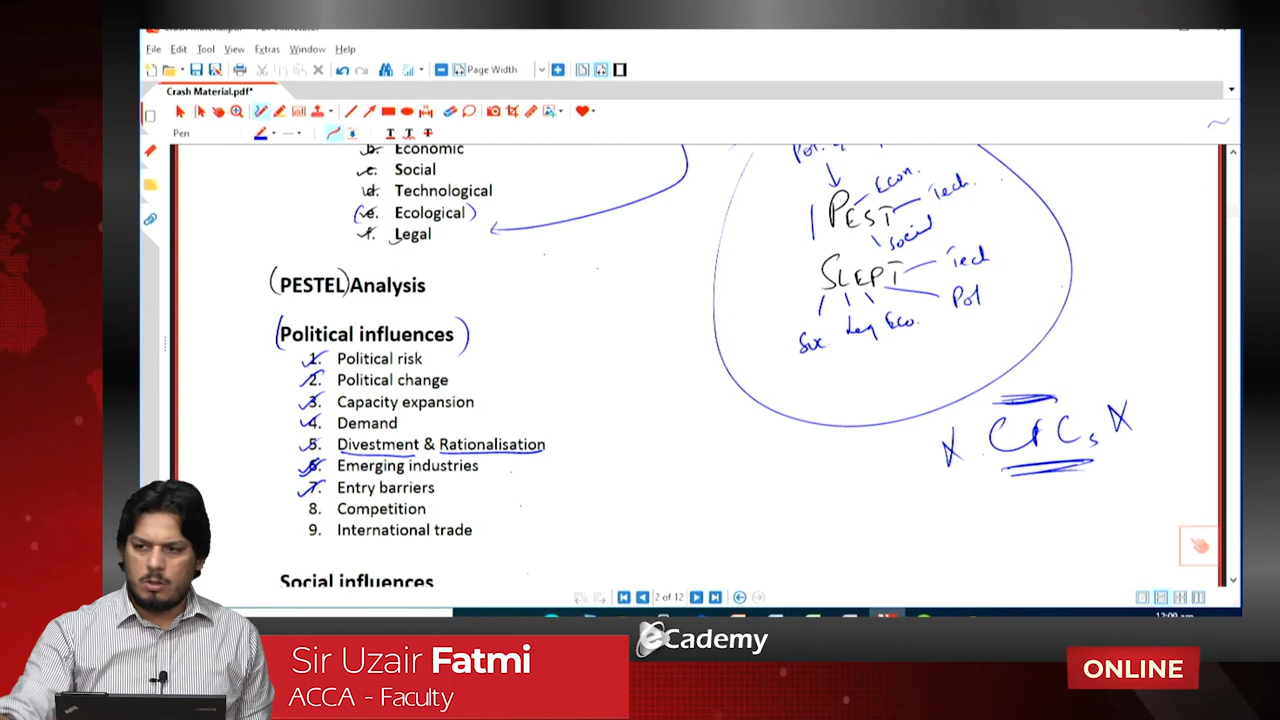 File Edit Tool View Extras Window Help
Page Width
Crash Material.pdf*
Pen
b. Economic
c. Social
d. Technological
(e. Ecological)
f. Legal
(PESTEL) Analysis
(Political influences)
1. Political risk
2. Political change
3. Capacity expansion
4. Demand
5. Divestment & Rationalisation
6. Emerging industries
7. Entry barriers
8. Competition
9. International trade
Social influences
Pol.
Econ.
PEST
Tech.
Social
SLEPT
Tech
Pol
Soc. Leg Eco.
2 of 12
eCademy
Sir Uzair Fatmi
ACCA - Faculty
ONLINE